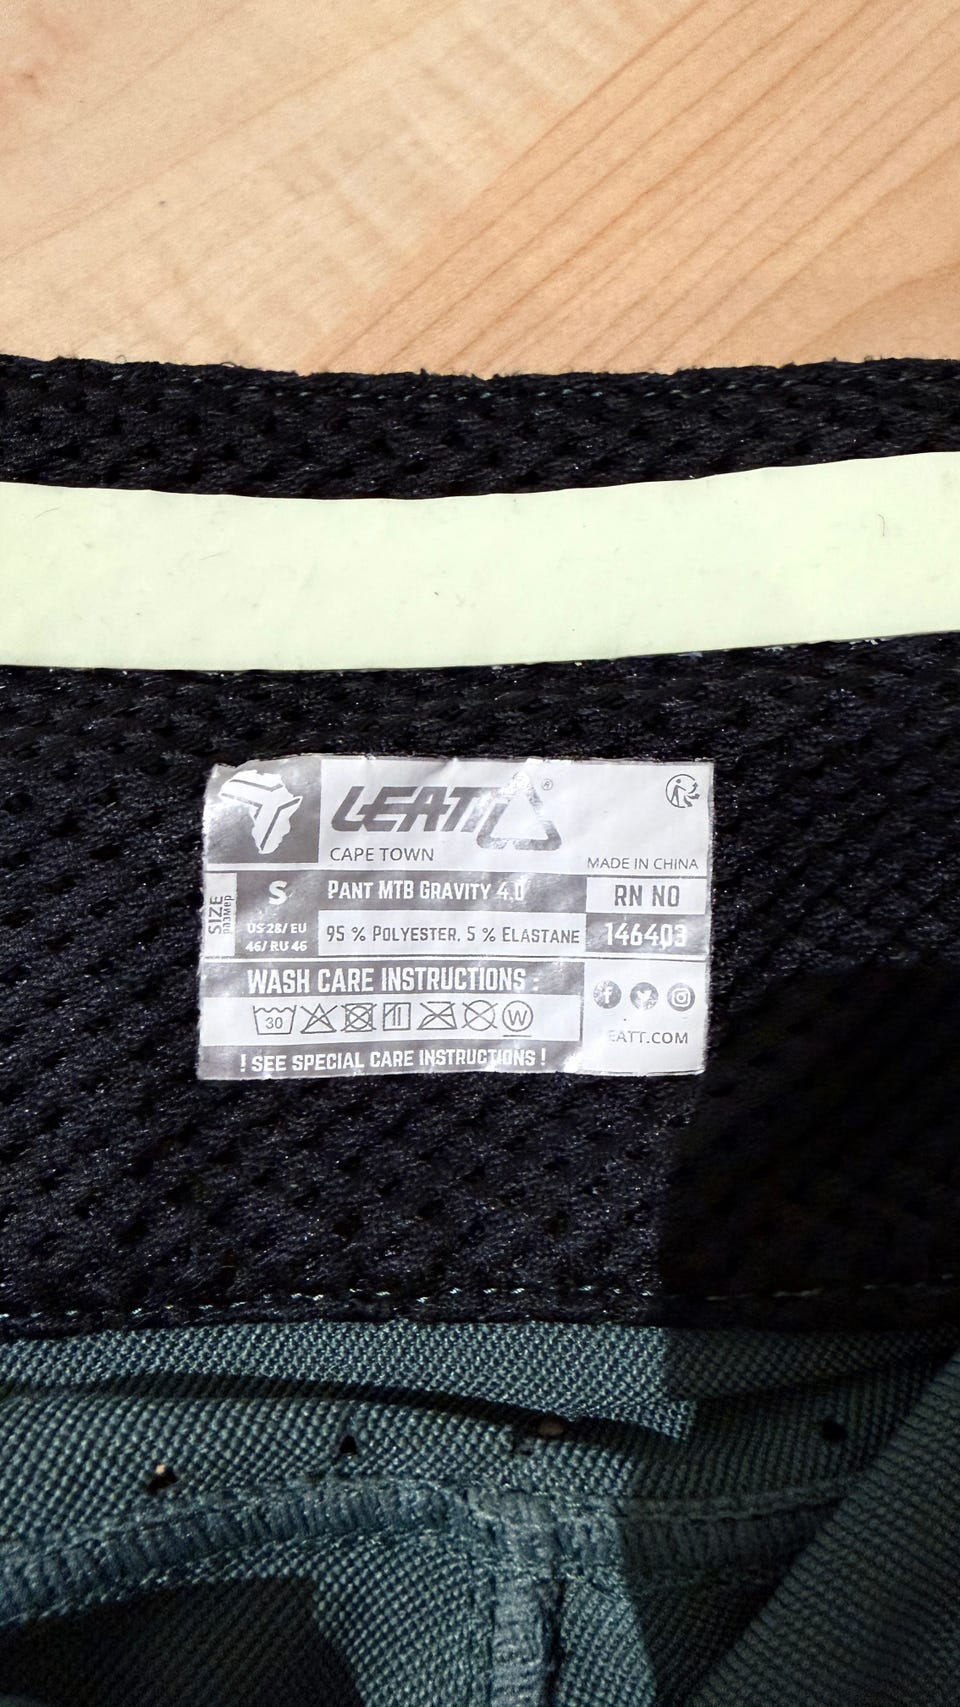 LEATT®
CAPE TOWN
MADE IN CHINA
SIZE
размер
S
US 28/ EU
46/ RU 46
PANT MTB GRAVITY 4.0
95 % POLYESTER, 5 % ELASTANE
RN NO
146403
WASH CARE INSTRUCTIONS :
30
W
! SEE SPECIAL CARE INSTRUCTIONS !
EATT.COM